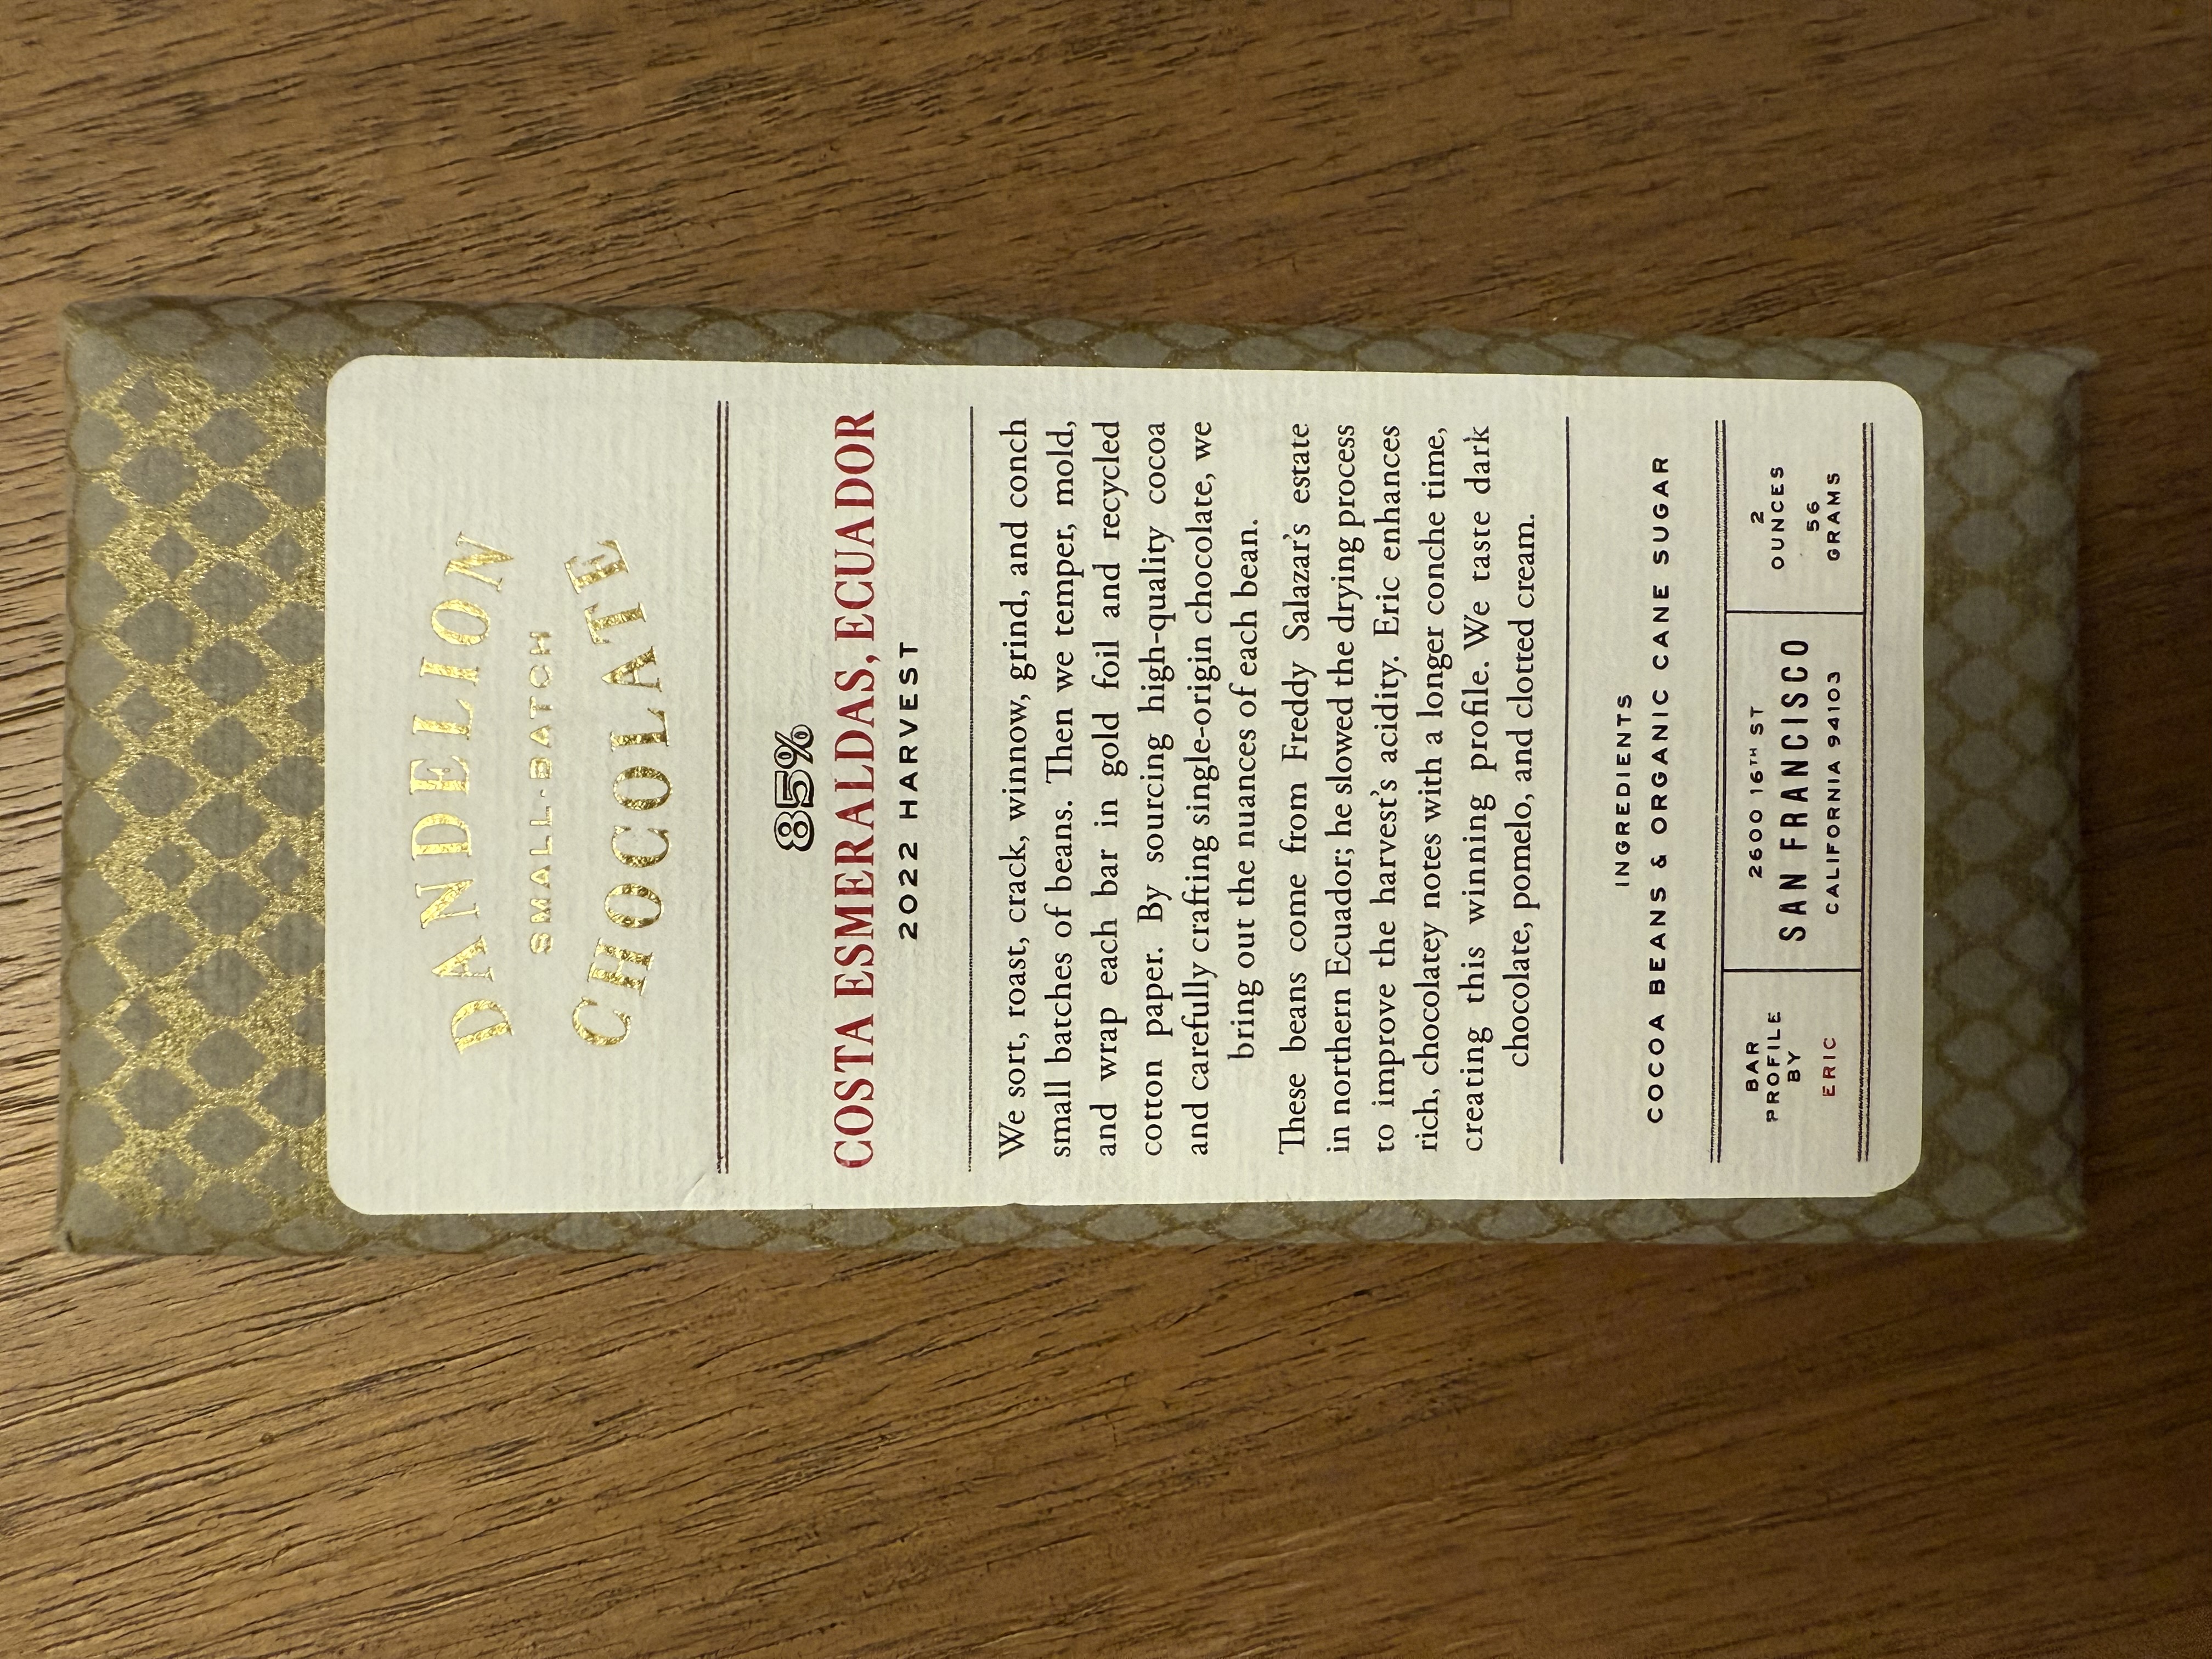 DANDELION
SMALL-BATCH
CHOCOLATE
85%
COSTA ESMERALDAS, ECUADOR
2022 HARVEST
We sort, roast, crack, winnow, grind, and conch
small batches of beans. Then we temper, mold,
and wrap each bar in gold foil and recycled
cotton paper. By sourcing high-quality cocoa
and carefully crafting single-origin chocolate, we
bring out the nuances of each bean.
These beans come from Freddy Salazar's estate
in northern Ecuador; he slowed the drying process
to improve the harvest's acidity. Eric enhances
rich, chocolatey notes with a longer conche time,
creating this winning profile. We taste dark
chocolate, pomelo, and clotted cream.
INGREDIENTS
COCOA BEANS & ORGANIC CANE SUGAR
BAR
PROFILE
BY
ERIC
2600 16TH ST
SAN FRANCISCO
CALIFORNIA 94103
2
OUNCES
56
GRAMS